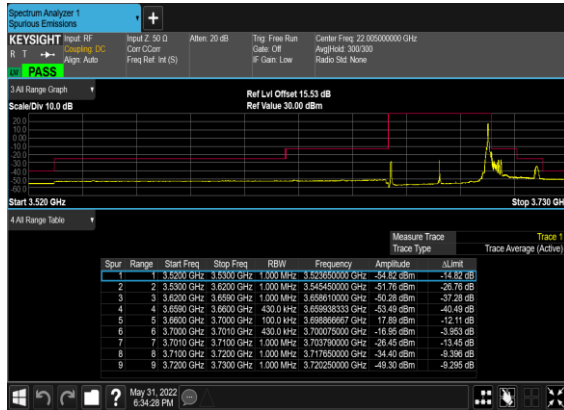 Spectrum Analyzer 1
Spurious Emissions
+
KEYSIGHT Input: RF Input Z: 50 Ω Atten: 20 dB Trig: Free Run Center Freq: 22.005000000 GHz
R T Coupling: DC Corr CCorr Gate: Off Avg|Hold: 300/300
Align: Auto Freq Ref: Int (S) IF Gain: Low Radio Std: None
PASS
3 All Range Graph
Ref Lvl Offset 15.53 dB
Scale/Div 10.0 dB Ref Value 30.00 dBm
20.0
10.0
0.00
-10.0
-20.0
-30.0
-40.0
-50.0
-60.0
Start 3.520 GHz Stop 3.730 GH
4 All Range Table
Measure Trace Trace 1
Trace Type Trace Average (Active)
Spur Range Start Freq Stop Freq RBW Frequency Amplitude ΔLimit
1 1 3.5200 GHz 3.5300 GHz 1.000 MHz 3.523650000 GHz -54.82 dBm -14.82 dB
2 2 3.5300 GHz 3.6200 GHz 1.000 MHz 3.545450000 GHz -51.76 dBm -26.76 dB
3 3 3.6200 GHz 3.6590 GHz 1.000 MHz 3.658610000 GHz -50.28 dBm -37.28 dB
4 4 3.6590 GHz 3.6600 GHz 430.0 kHz 3.659938333 GHz -53.49 dBm -40.49 dB
5 5 3.6600 GHz 3.7000 GHz 100.0 kHz 3.698866667 GHz 17.89 dBm -12.11 dB
6 6 3.7000 GHz 3.7010 GHz 430.0 kHz 3.700075000 GHz -16.95 dBm -3.953 dB
7 7 3.7010 GHz 3.7100 GHz 1.000 MHz 3.703790000 GHz -26.45 dBm -13.45 dB
8 8 3.7100 GHz 3.7200 GHz 1.000 MHz 3.717650000 GHz -34.40 dBm -9.396 dB
9 9 3.7200 GHz 3.7300 GHz 1.000 MHz 3.720250000 GHz -49.30 dBm -9.295 dB
? May 31, 2022
6:34:28 PM